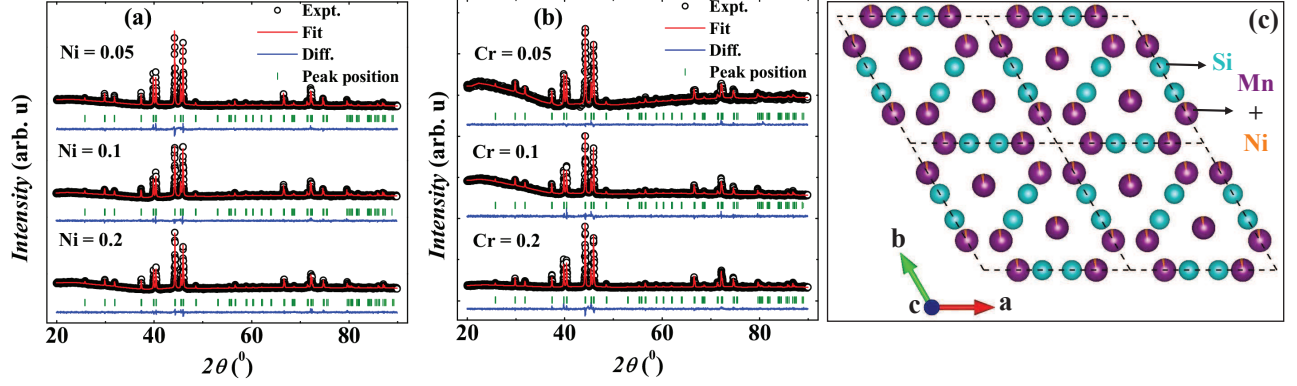 (a)
Expt.
Fit
Diff.
Peak position
Ni = 0.05
Ni = 0.1
Ni = 0.2
Intensity (arb. u)
20 40 60 80
2θ (⁰)
(b)
Expt.
Fit
Diff.
Peak position
Cr = 0.05
Cr = 0.1
Cr = 0.2
Intensity (arb. u)
20 40 60 80
2θ (⁰)
(c)
Si
Mn
+
Ni
b
c
a